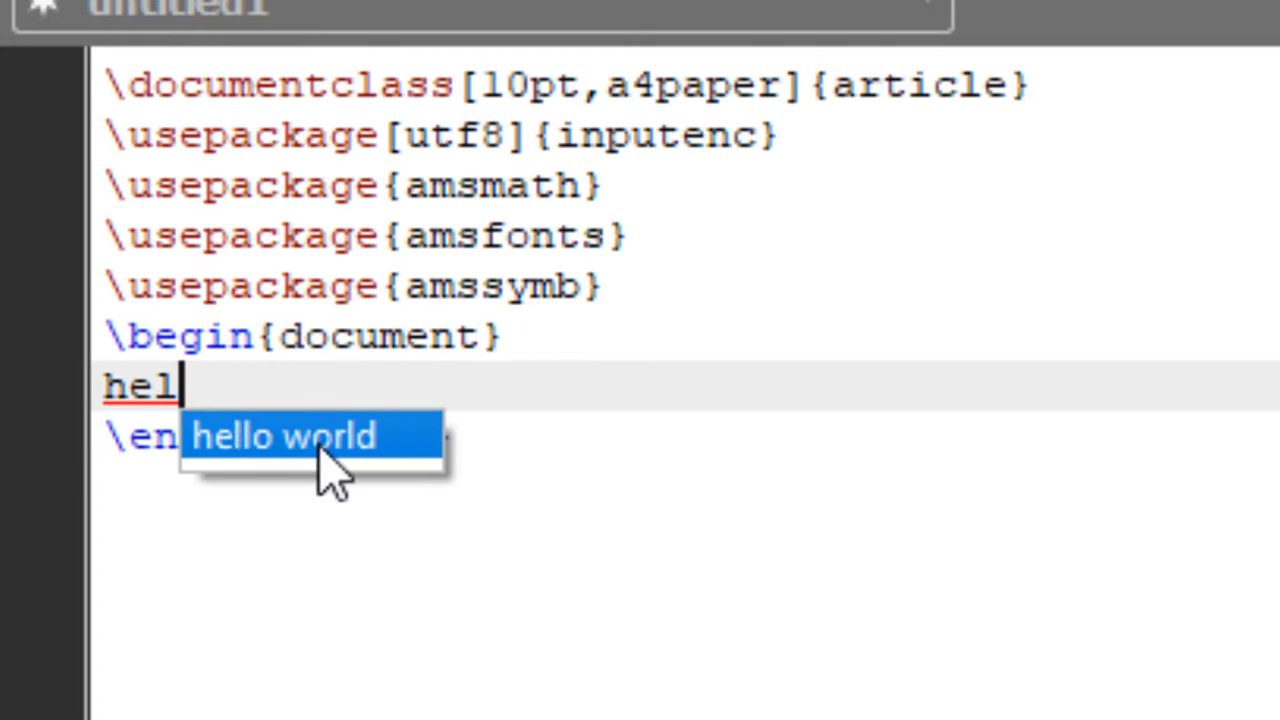 untitled1
\documentclass[10pt,a4paper]{article}
\usepackage[utf8]{inputenc}
\usepackage{amsmath}
\usepackage{amsfonts}
\usepackage{amssymb}
\begin{document}
hel
hello world
\en